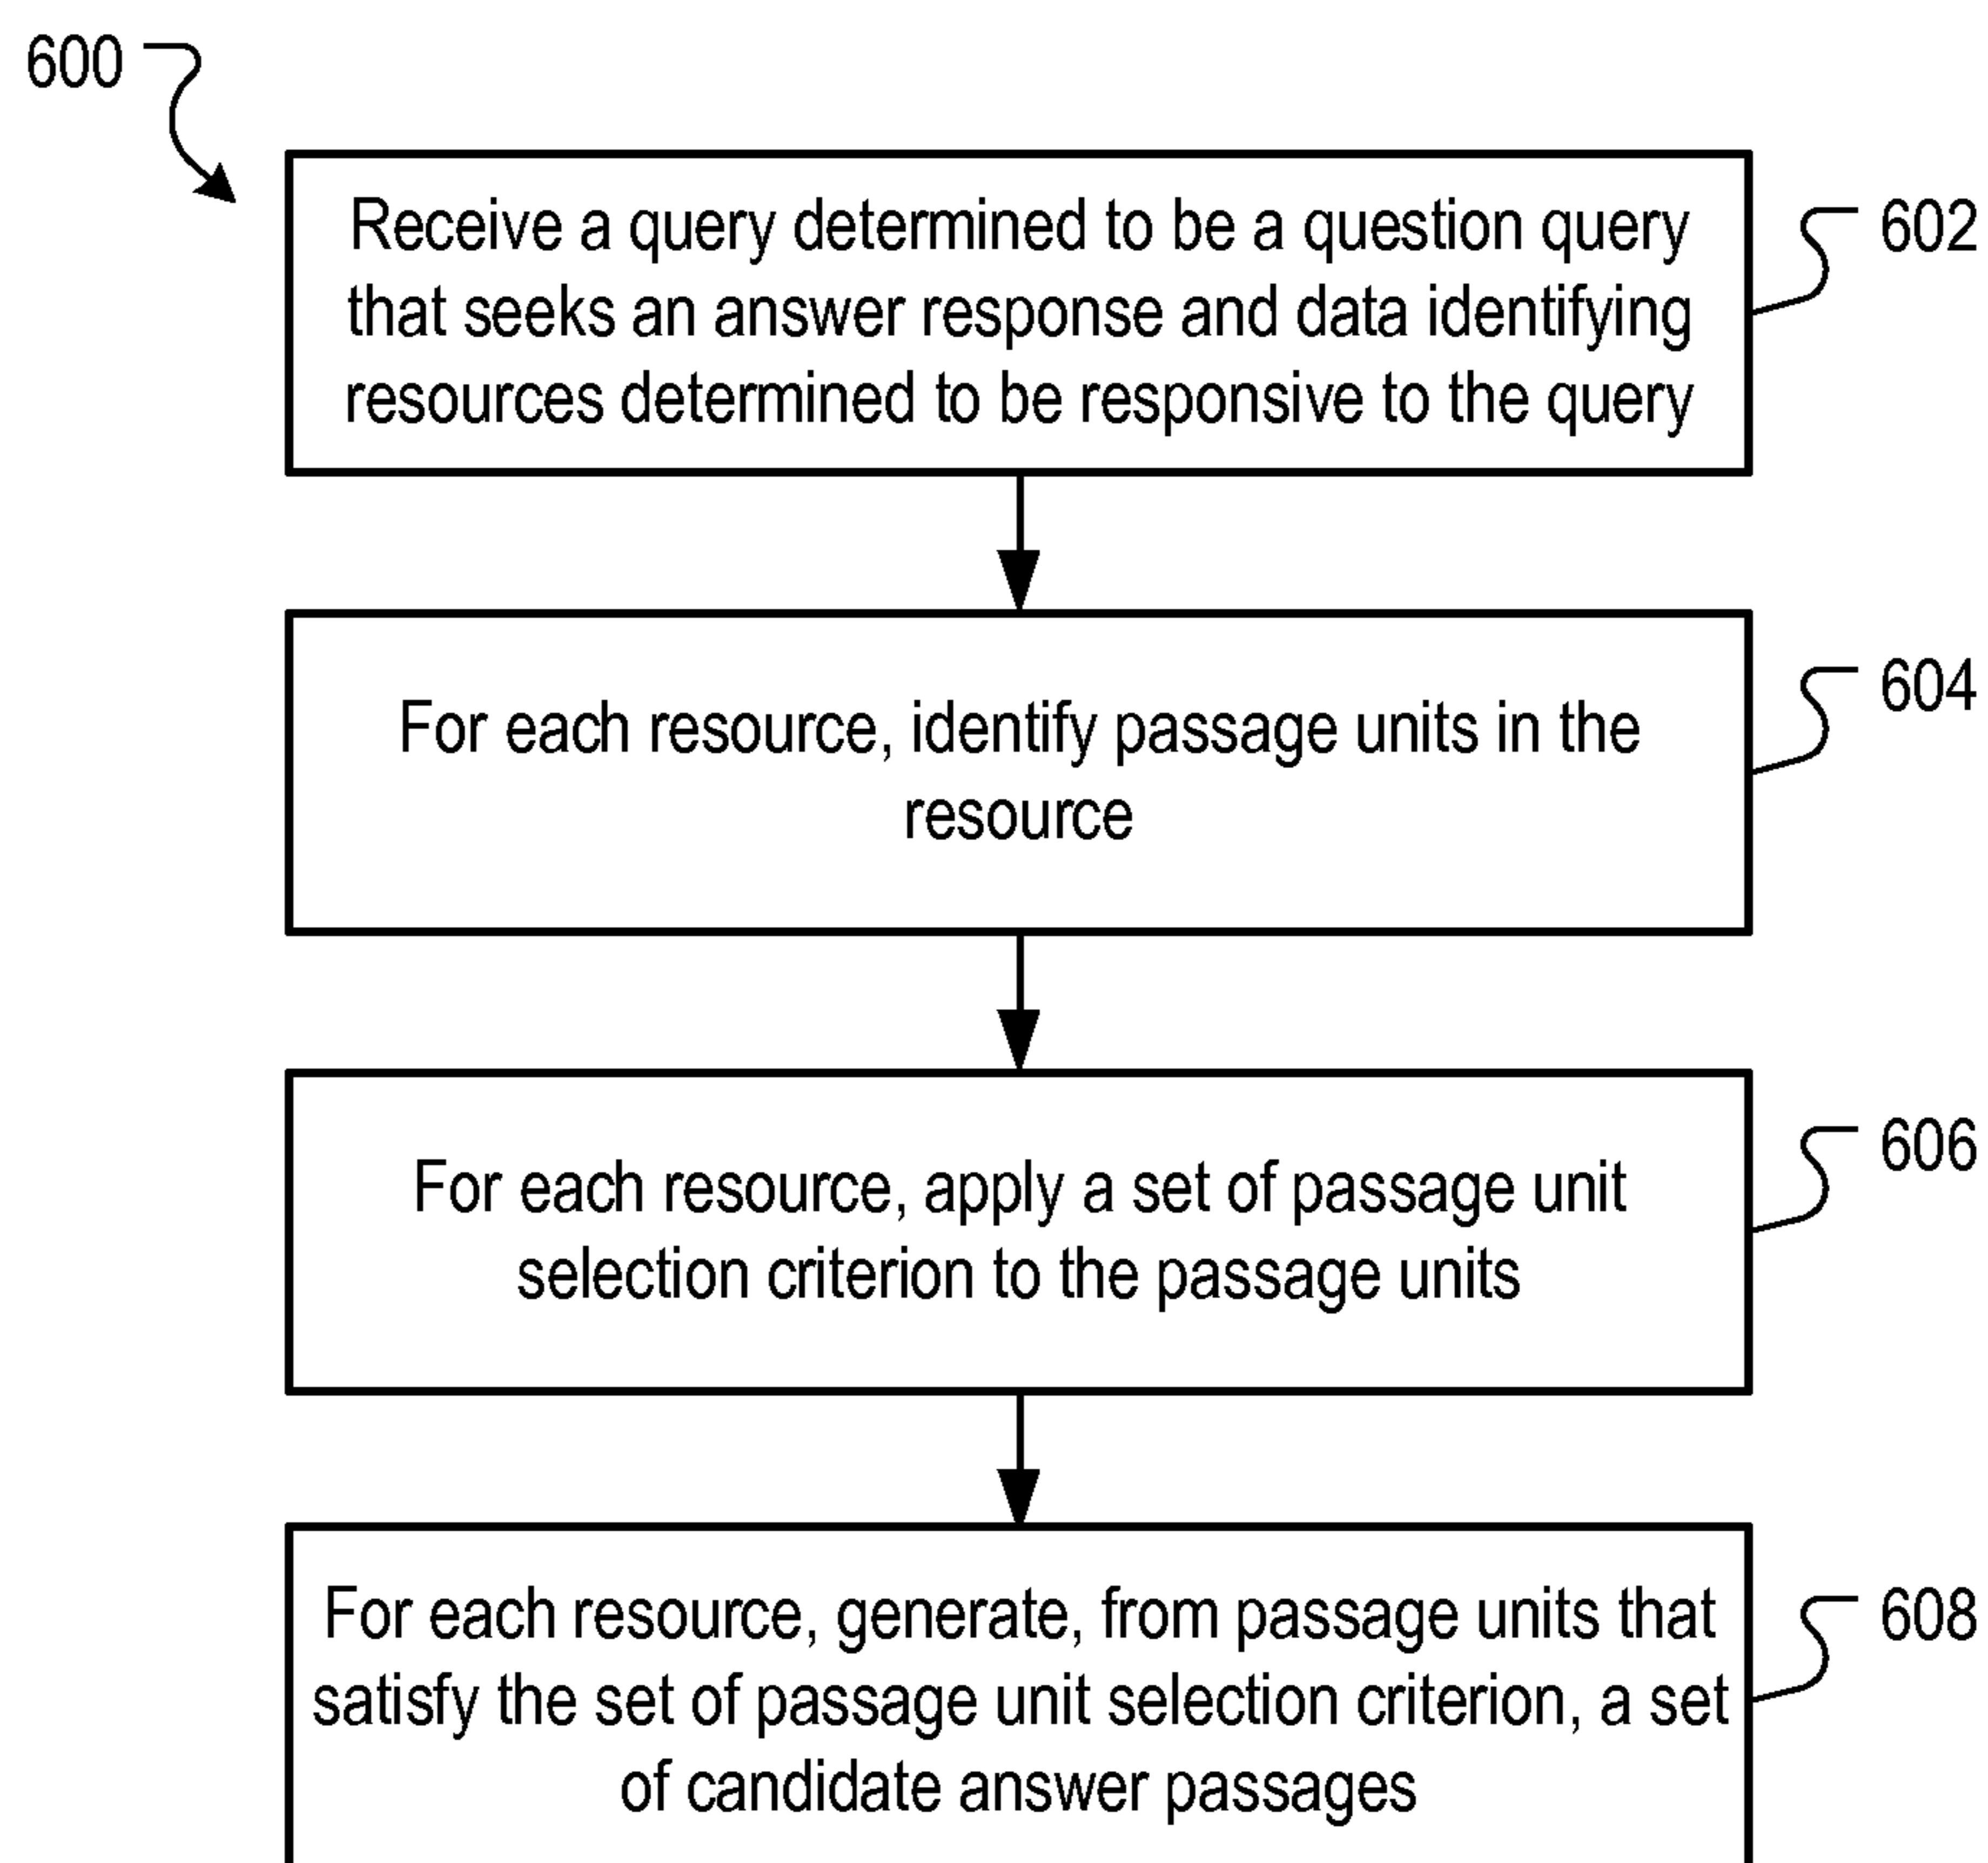 600
Receive a query determined to be a question query
that seeks an answer response and data identifying
resources determined to be responsive to the query
602
For each resource, identify passage units in the
resource
604
For each resource, apply a set of passage unit
selection criterion to the passage units
606
For each resource, generate, from passage units that
satisfy the set of passage unit selection criterion, a set
of candidate answer passages
608